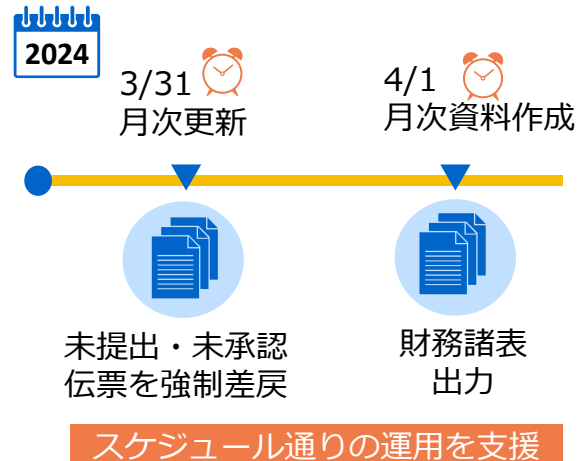 2024
3/31
月次更新
4/1
月次資料作成
未提出・未承認
伝票を強制差戻
財務諸表
出力
スケジュール通りの運用を支援